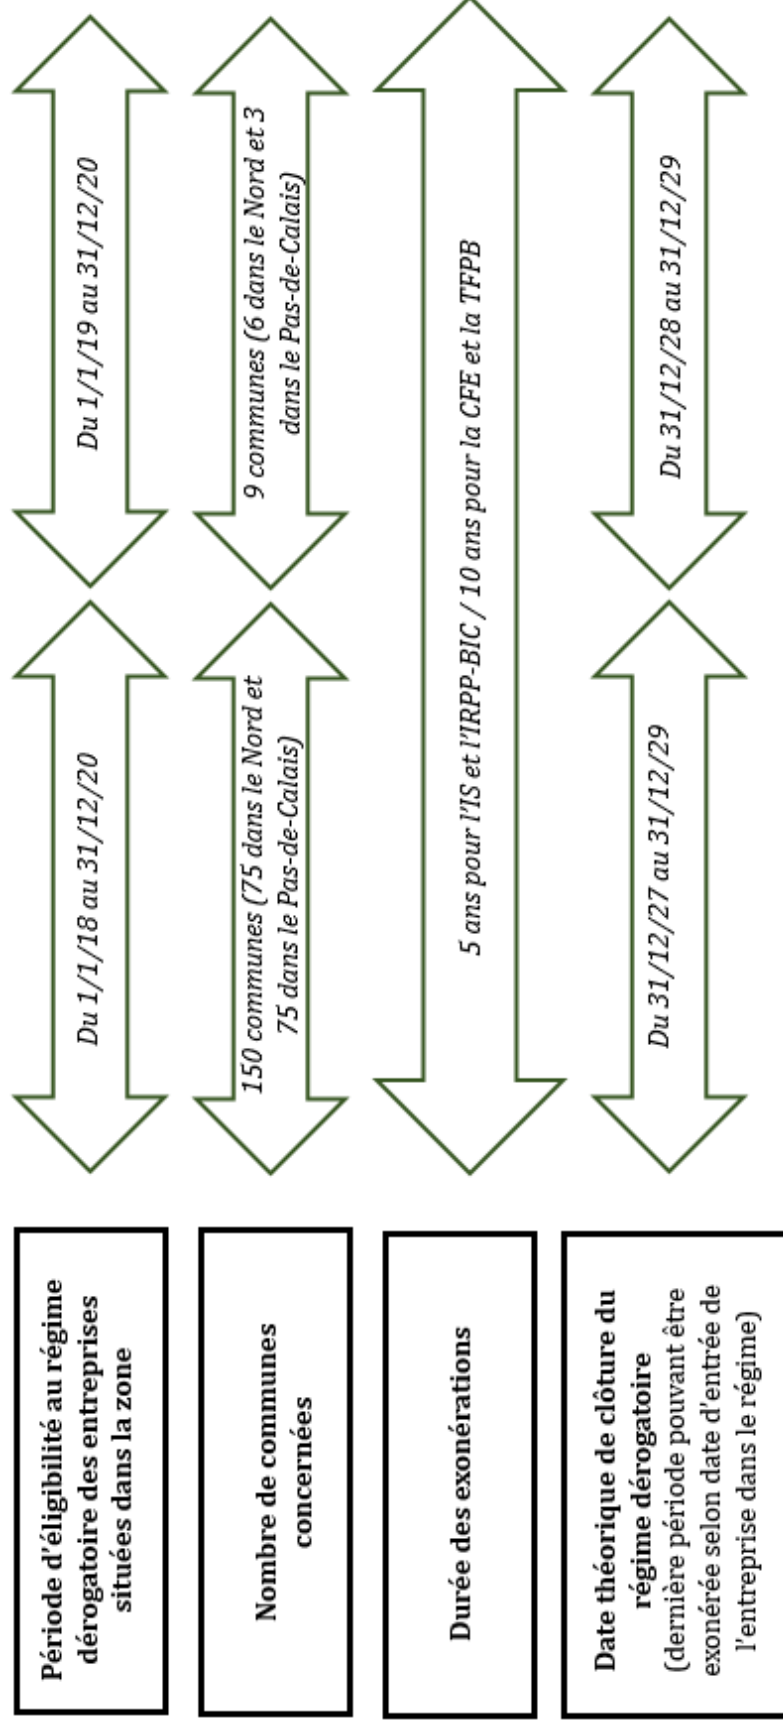 Période d'éligibilité au régime
dérogatoire des entreprises
situées dans la zone
Du 1/1/18 au 31/12/20
Du 1/1/19 au 31/12/20
Nombre de communes
concernées
150 communes (75 dans le Nord et
75 dans le Pas-de-Calais)
9 communes (6 dans le Nord et 3
dans le Pas-de-Calais)
Durée des exonérations
5 ans pour l'IS et l'IRPP-BIC / 10 ans pour la CFE et la TFPB
Date théorique de clôture du
régime dérogatoire
(dernière période pouvant être
exonérée selon date d'entrée de
l'entreprise dans le régime)
Du 31/12/27 au 31/12/29
Du 31/12/28 au 31/12/29